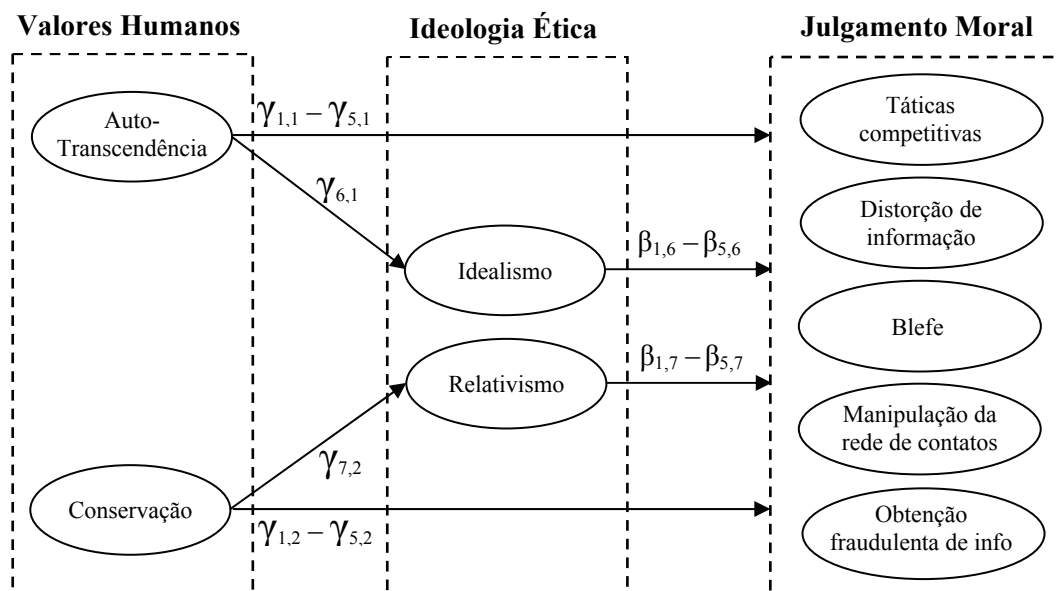 Valores Humanos
Ideologia Ética
Julgamento Moral
Auto-
Transcendência
γ1,1 – γ5,1
γ6,1
Idealismo
β1,6 – β5,6
Relativismo
β1,7 – β5,7
γ7,2
Conservação
γ1,2 – γ5,2
Táticas
competitivas
Distorção de
informação
Blefe
Manipulação da
rede de contatos
Obtenção
fraudulenta de info